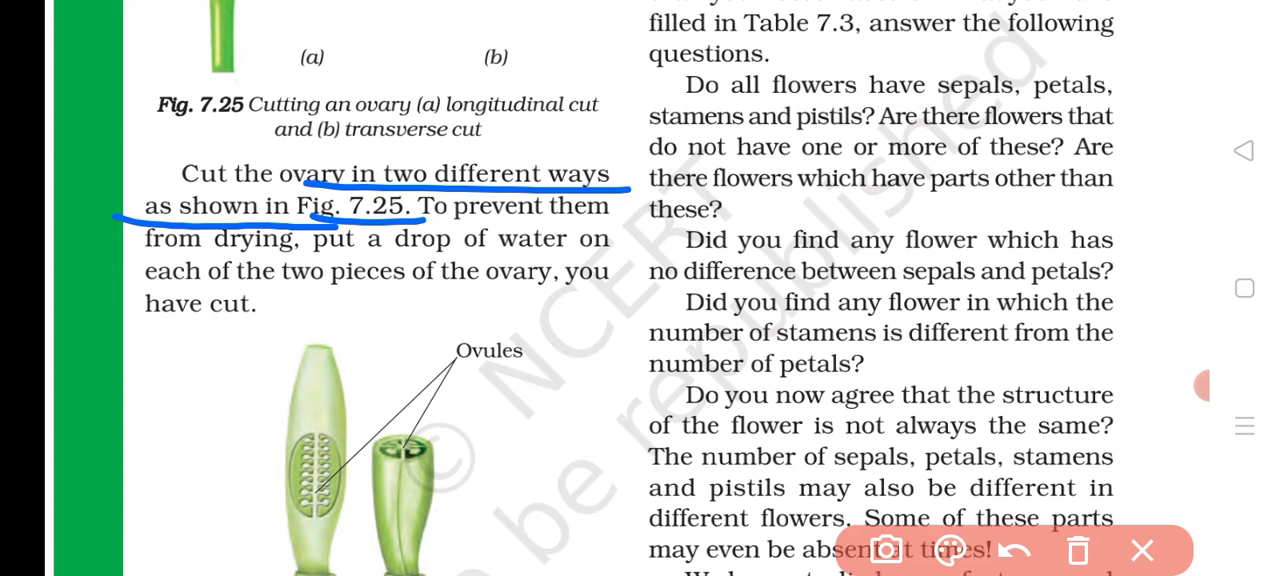 (a) (b)
Fig. 7.25 Cutting an ovary (a) longitudinal cut
and (b) transverse cut
Cut the ovary in two different ways
as shown in Fig. 7.25. To prevent them
from drying, put a drop of water on
each of the two pieces of the ovary, you
have cut.
Ovules
filled in Table 7.3, answer the following
questions.
Do all flowers have sepals, petals,
stamens and pistils? Are there flowers that
do not have one or more of these? Are
there flowers which have parts other than
these?
Did you find any flower which has
no difference between sepals and petals?
Did you find any flower in which the
number of stamens is different from the
number of petals?
Do you now agree that the structure
of the flower is not always the same?
The number of sepals, petals, stamens
and pistils may also be different in
different flowers. Some of these parts
may even be absent at times!
© NCERT
be republished